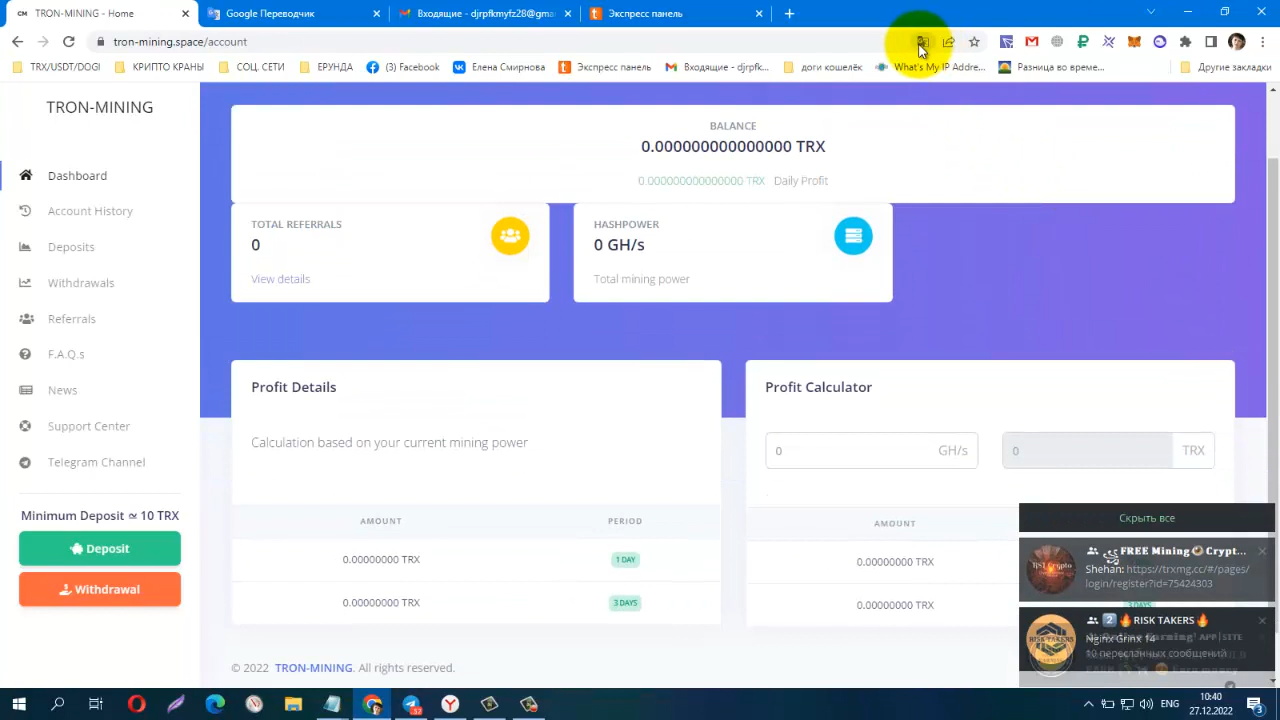 TRON-MINING - Home
Google Переводчик
Входящие - djrpfkmyfz28@gma
Экспресс панель
tron-mining.space/account
TRX/USDT/DOGI
КРИПТО КРАНЫ
СОЦ. СЕТИ
ЕРУНДА
(3) Facebook
Елена Смирнова
Экспресс панель
Входящие - djrpfk...
доги кошелёк
What's My IP Addre...
Разница во време...
Другие закладки
TRON-MINING
Dashboard
Account History
Deposits
Withdrawals
Referrals
F.A.Q.s
News
Support Center
Telegram Channel
Minimum Deposit ≃ 10 TRX
Deposit
Withdrawal
BALANCE
0.000000000000000 TRX
0.000000000000000 TRX Daily Profit
TOTAL REFERRALS
0
View details
HASHPOWER
0 GH/s
Total mining power
Profit Details
Calculation based on your current mining power
AMOUNT PERIOD
0.00000000 TRX 1 DAY
0.00000000 TRX 3 DAYS
Profit Calculator
0 GH/s
0 TRX
AMOUNT
0.00000000 TRX
0.00000000 TRX 3 DAYS
© 2022 TRON-MINING. All rights reserved.
Скрыть все
FREE Mining Crypt...
Shehan: https://trxmg.cc/#/pages/
login/register?id=75424303
2 RISK TAKERS
Nginx Grinx 14
10 пересланных сообщений
10:40
ENG
27.12.2022